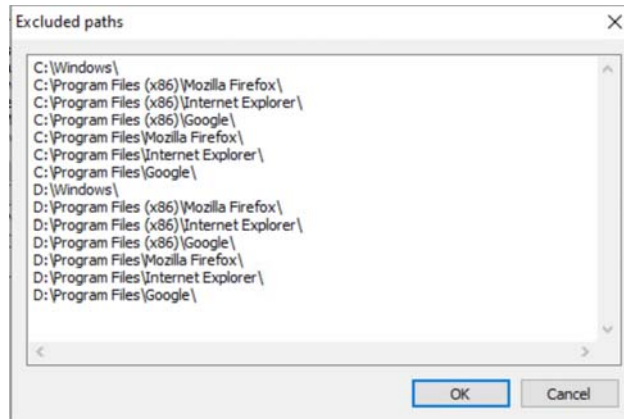 Excluded paths
C:\Windows\
C:\Program Files (x86)\Mozilla Firefox\
C:\Program Files (x86)\Internet Explorer\
C:\Program Files (x86)\Google\
C:\Program Files\Mozilla Firefox\
C:\Program Files\Internet Explorer\
C:\Program Files\Google\
D:\Windows\
D:\Program Files (x86)\Mozilla Firefox\
D:\Program Files (x86)\Internet Explorer\
D:\Program Files (x86)\Google\
D:\Program Files\Mozilla Firefox\
D:\Program Files\Internet Explorer\
D:\Program Files\Google\
OK Cancel